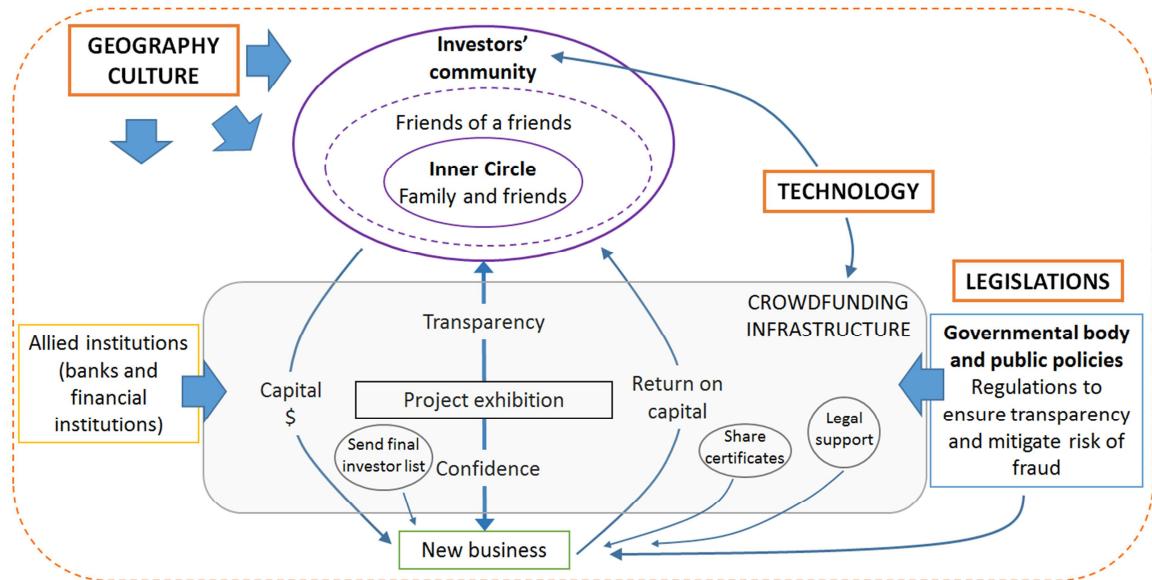 GEOGRAPHY
CULTURE
Investors'
community
Friends of a friends
Inner Circle
Family and friends
TECHNOLOGY
LEGISLATIONS
CROWDFUNDING
INFRASTRUCTURE
Governmental body
and public policies
Regulations to
ensure transparency
and mitigate risk of
fraud
Allied institutions
(banks and
financial
institutions)
Capital
$
Transparency
Project exhibition
Confidence
Return on
capital
Send final
investor list
Share
certificates
Legal
support
New business